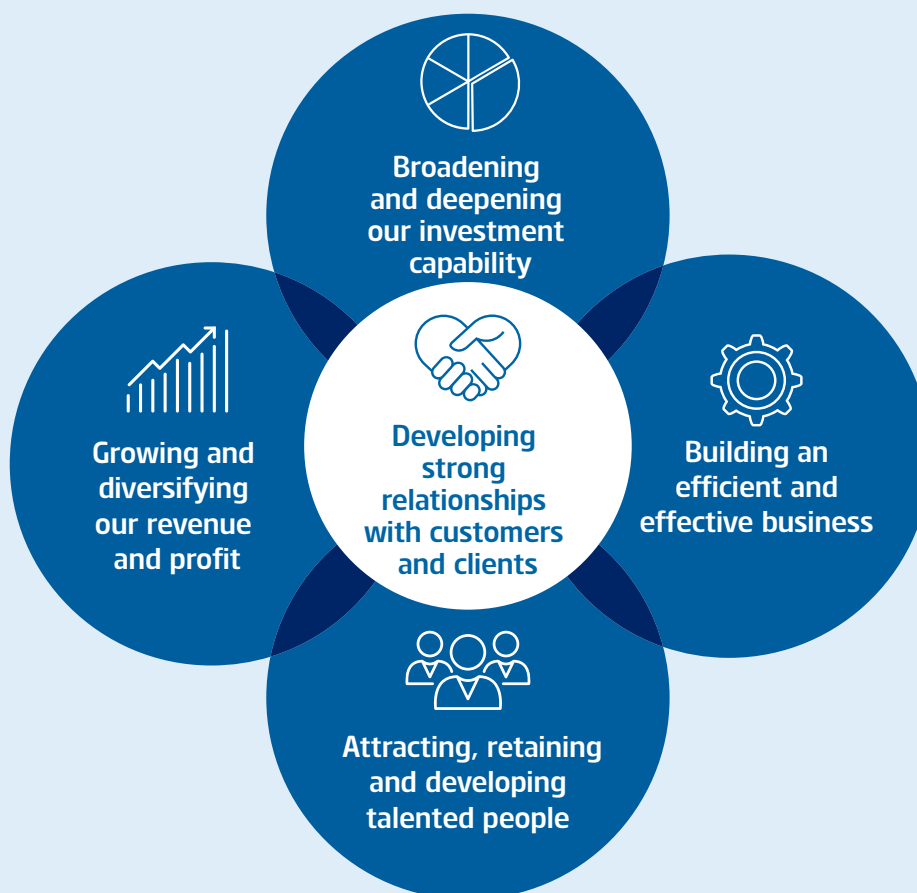 Broadening
and deepening
our investment
capability
Growing and
diversifying
our revenue
and profit
Developing
strong
relationships
with customers
and clients
Building an
efficient and
effective business
Attracting, retaining
and developing
talented people